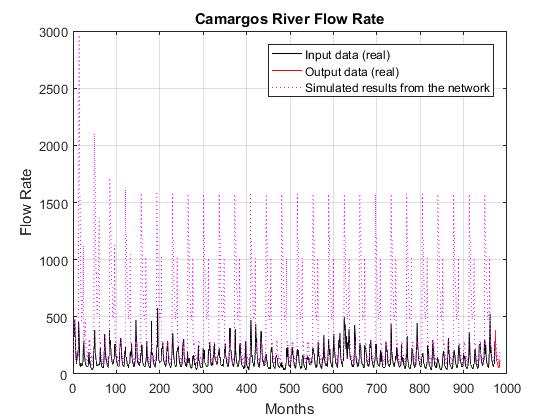 Camargos River Flow Rate
3000
2500
2000
1500
1000
500
0
Flow Rate
Input data (real)
Output data (real)
Simulated results from the network
0 100 200 300 400 500 600 700 800 900 1000
Months